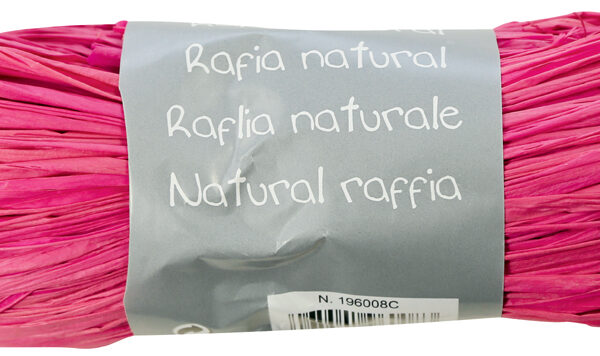 Rafia natural
Raflia naturale
Natural raffia
N. 196008C